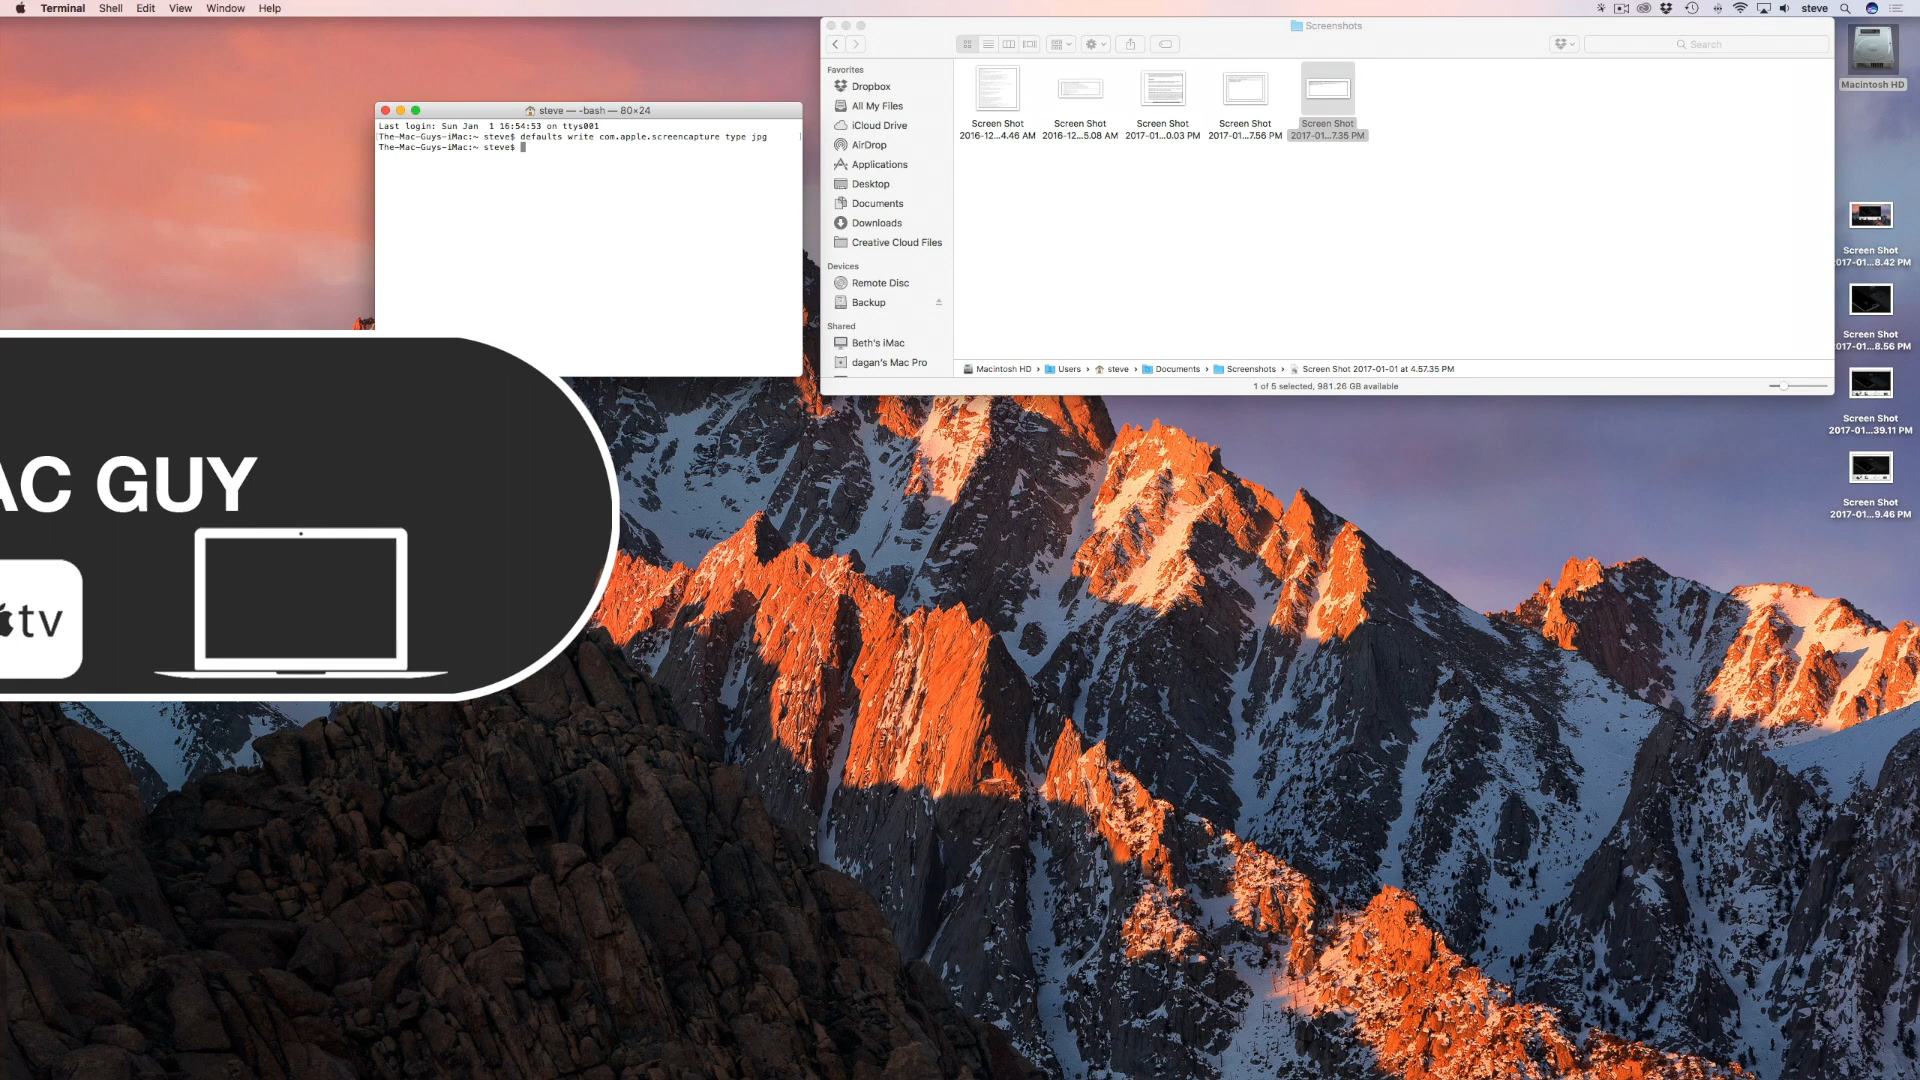 Terminal Shell Edit View Window Help
steve
Screenshots
Search
Favorites
Dropbox
All My Files
iCloud Drive
AirDrop
Applications
Desktop
Documents
Downloads
Creative Cloud Files
Devices
Remote Disc
Backup
Shared
Beth's iMac
dagan's Mac Pro
Screen Shot
2016-12...4.46 AM
Screen Shot
2016-12...5.08 AM
Screen Shot
2017-01...0.03 PM
Screen Shot
2017-01...7.56 PM
Screen Shot
2017-01...7.35 PM
Macintosh HD › Users › steve › Documents › Screenshots › Screen Shot 2017-01-01 at 4.57.35 PM
1 of 5 selected, 981.26 GB available
steve — -bash — 80×24
Last login: Sun Jan  1 16:54:53 on ttys001
[The-Mac-Guys-iMac:~ steve$ defaults write com.apple.screencapture type jpg ]
The-Mac-Guys-iMac:~ steve$
AC GUY
tv
Macintosh HD
Screen Shot
2017-01...8.42 PM
Screen Shot
2017-01...8.56 PM
Screen Shot
2017-01...39.11 PM
Screen Shot
2017-01...9.46 PM